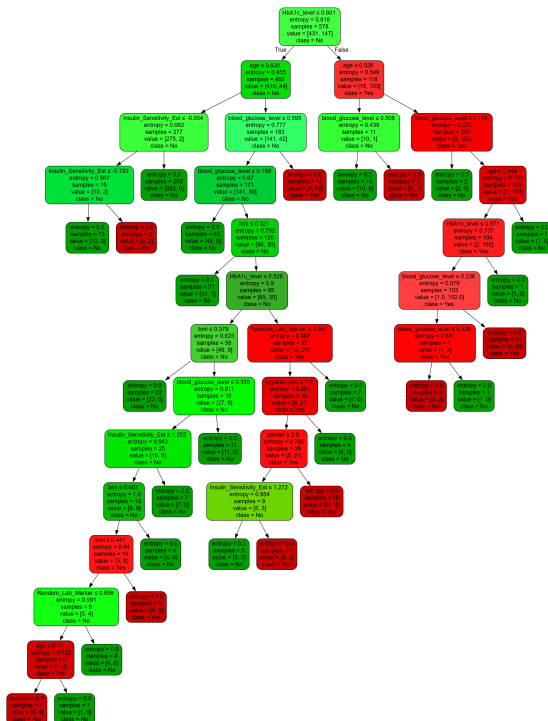 HbA1c_level ≤ 0.601
entropy = 0.818
samples = 578
value = [431, 147]
class = No
True
False
age ≤ 0.635
entropy = 0.455
samples = 460
value = [416, 44]
class = No
age ≤ 0.526
entropy = 0.549
samples = 118
value = [15, 103]
class = Yes
Insulin_Sensitivity_Est ≤ -0.654
entropy = 0.062
samples = 277
value = [275, 2]
class = No
blood_glucose_level ≤ 0.595
entropy = 0.777
samples = 183
value = [141, 42]
class = No
blood_glucose_level ≤ 0.508
entropy = 0.439
samples = 11
value = [10, 1]
class = No
class = Yes
Insulin_Sensitivity_Est ≤ -0.783
entropy = 0.567
samples = 15
value = [13, 2]
class = No
entropy = 0.0
samples = 262
value = [262, 0]
class = No
blood_glucose_level ≤ 0.159
entropy = 0.67
samples = 171
value = [141, 30]
class = No
entropy = 0.0
value = [0, 12]
class = Yes
entropy = 0.0
samples = 10
value = [10, 0]
class = No
entropy = 0.0
samples = 1
value = [0, 1]
class = Yes
entropy = 0.0
samples = 2
value = [2, 0]
class = No
age ≤ 0.949
class = Yes
entropy = 0.0
samples = 13
value = [13, 0]
class = No
entropy = 0.0
samples = 2
value = [0, 2]
class = Yes
entropy = 0.0
samples = 45
value = [45, 0]
class = No
bmi ≤ 0.321
entropy = 0.792
samples = 126
value = [96, 30]
class = No
HbA1c_level ≤ 0.971
entropy = 0.137
samples = 104
value = [2, 102]
class = Yes
entropy = 0.0
samples = 31
value = [31, 0]
class = No
HbA1c_level ≤ 0.526
entropy = 0.9
samples = 95
value = [65, 30]
class = No
blood_glucose_level ≤ 0.236
entropy = 0.079
samples = 103
value = [1.0, 102.0]
class = Yes
entropy = 0.0
samples = 1
value = [1, 0]
class = No
bmi ≤ 0.379
entropy = 0.623
samples = 58
value = [49, 9]
class = No
samples = 37
value = [16, 21]
class = Yes
blood_glucose_level ≤ 0.228
entropy = 0.811
samples = 4
value = [1, 3]
class = Yes
class = Yes
entropy = 0.0
samples = 22
value = [22, 0]
class = No
blood_glucose_level ≤ 0.339
entropy = 0.811
samples = 36
value = [27, 9]
class = No
value = [9, 21]
class = Yes
entropy = 0.0
samples = 7
value = [7, 0]
class = No
entropy = 0.0
samples = 3
value = [0, 3]
class = Yes
entropy = 0.0
samples = 1
value = [1, 0]
class = No
Insulin_Sensitivity_Est ≤ 1.252
entropy = 0.943
samples = 25
value = [16, 9]
class = No
entropy = 0.0
samples = 11
value = [11, 0]
class = No
gender ≤ 0.5
entropy = 0.706
samples = 26
value = [5, 21]
class = Yes
entropy = 0.0
samples = 4
value = [4, 0]
class = No
bmi ≤ 0.607
entropy = 1.0
samples = 18
value = [9, 9]
class = No
entropy = 0.0
samples = 7
value = [7, 0]
class = No
Insulin_Sensitivity_Est ≤ 1.272
entropy = 0.954
samples = 8
value = [5, 3]
class = No
entropy = 0.0
samples = 18
value = [0, 18]
class = Yes
bmi ≤ 0.441
entropy = 0.94
samples = 14
value = [5, 9]
class = Yes
entropy = 0.0
samples = 4
value = [4, 0]
class = No
entropy = 0.0
samples = 5
value = [5, 0]
class = No
entropy = 0.0
samples = 3
value = [0, 3]
class = Yes
Random_Lab_Marker ≤ 0.656
entropy = 0.991
samples = 9
value = [5, 4]
class = No
entropy = 0.0
samples = 5
value = [0, 5]
class = Yes
entropy = 0.722
value = [1, 4]
class = Yes
entropy = 0.0
samples = 4
value = [4, 0]
class = No
entropy = 0.0
samples = 4
value = [0, 4]
class = Yes
entropy = 0.0
samples = 1
value = [1, 0]
class = No